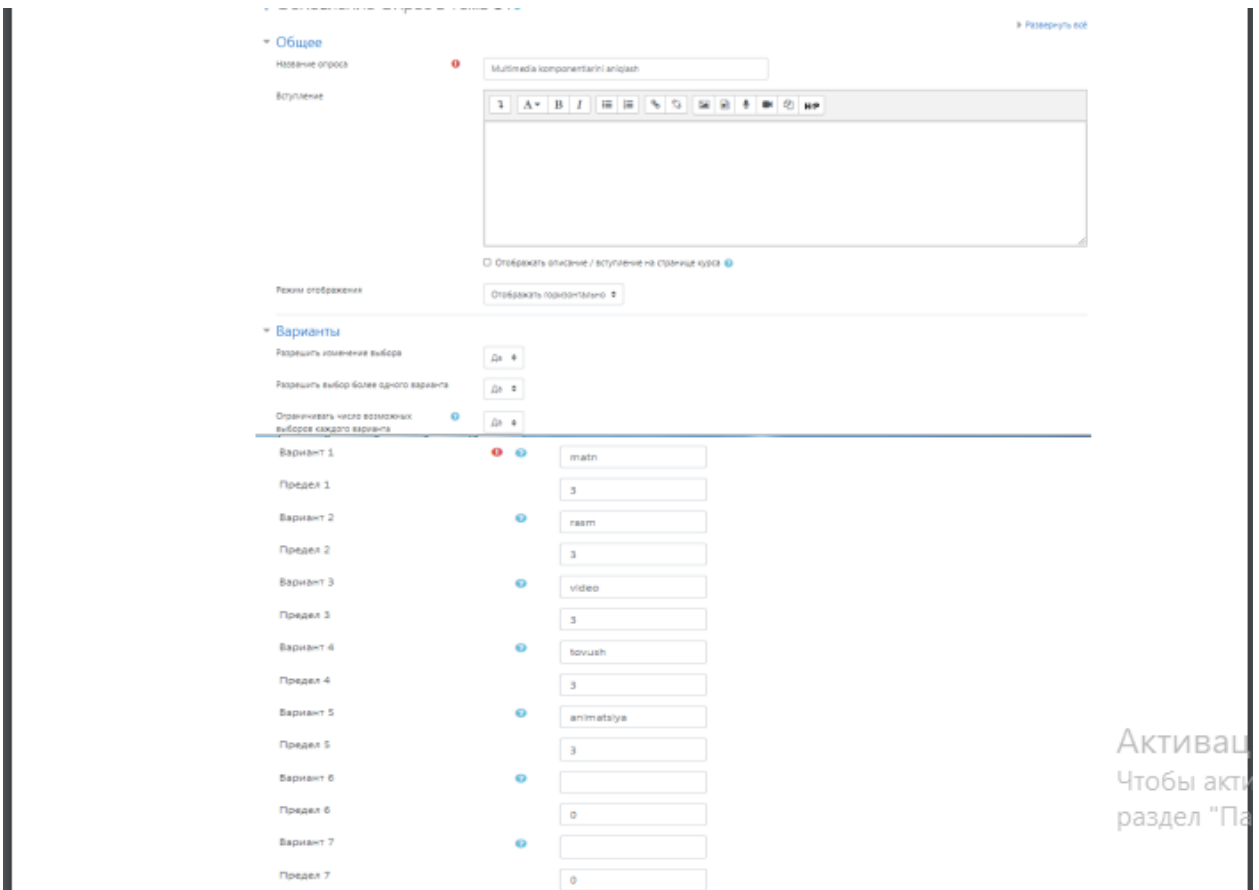 Развернуть всё
Общее
Название опроса
Multimedia komponentlarini aniqlash
Вступление
A B I H-P
Отображать описание / вступление на странице курса
Режим отображения
Отображать горизонтально
Варианты
Разрешить изменение выбора
Да
Разрешить выбор более одного варианта
Да
Ограничивать число возможных
выборов каждого варианта
Да
Вариант 1
matn
Предел 1
3
Вариант 2
rasm
Предел 2
3
Вариант 3
video
Предел 3
3
Вариант 4
tovush
Предел 4
3
Вариант 5
animatsiya
Предел 5
3
Вариант 6
Предел 6
0
Вариант 7
Предел 7
0
Активац
Чтобы акти
раздел "Па